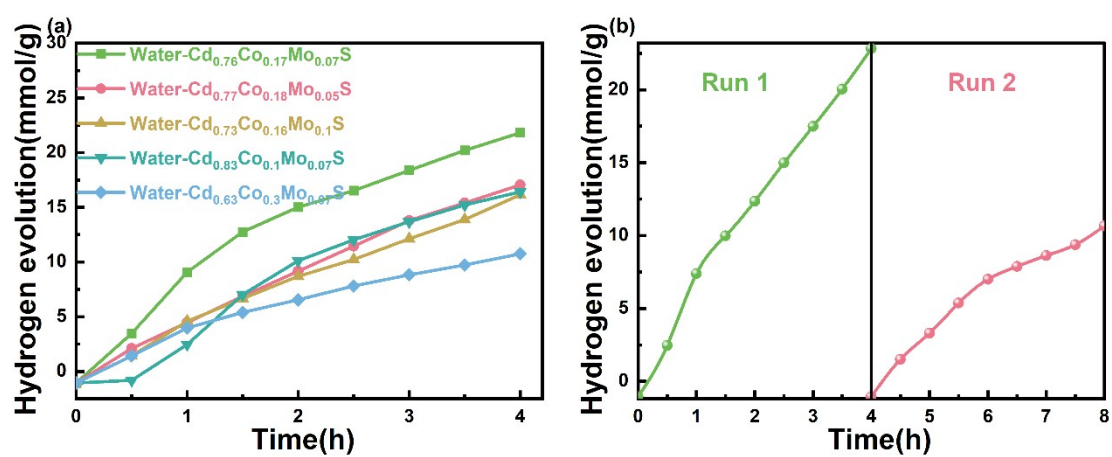 (a)
Hydrogen evolution(mmol/g)
30
25
20
15
10
5
0
Water-Cd0.76Co0.17Mo0.07S
Water-Cd0.77Co0.18Mo0.05S
Water-Cd0.73Co0.16Mo0.1S
Water-Cd0.83Co0.1Mo0.07S
Water-Cd0.63Co0.3Mo0.07S
0 1 2 3 4
Time(h)
(b)
Hydrogen evolution(mmol/g)
20
15
10
5
0
Run 1 Run 2
0 1 2 3 4 5 6 7 8
Time(h)